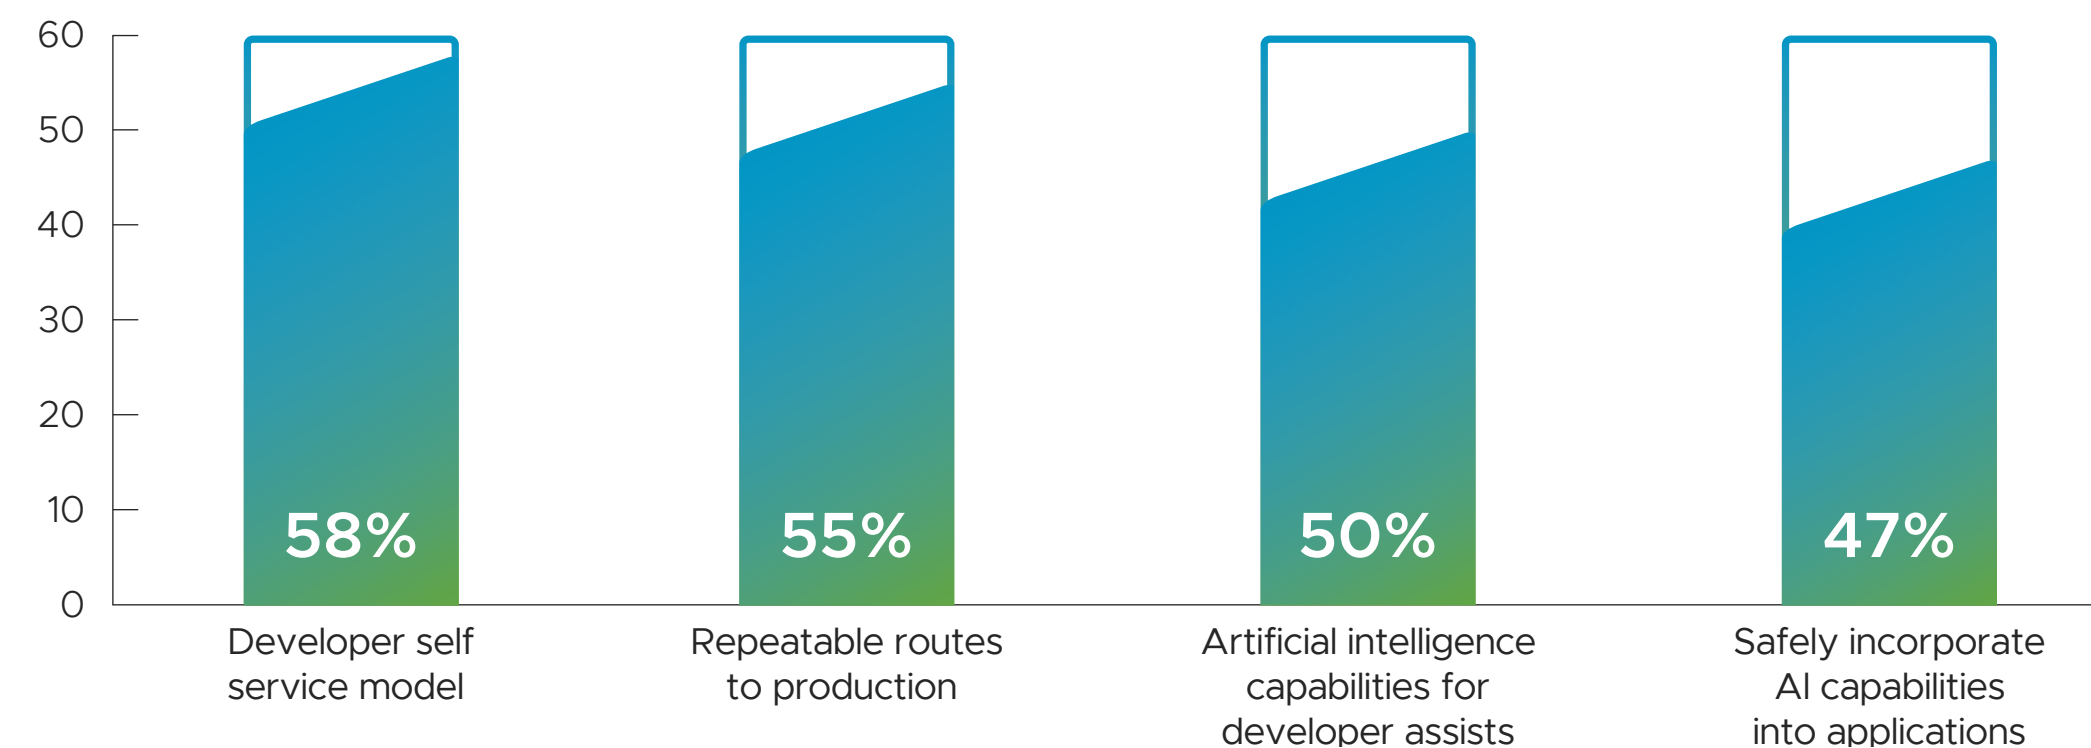 60
50
40
30
20
10
0
58%
55%
50%
47%
Developer self
service model
Repeatable routes
to production
Artificial intelligence
capabilities for
developer assists
Safely incorporate
AI capabilities
into applications